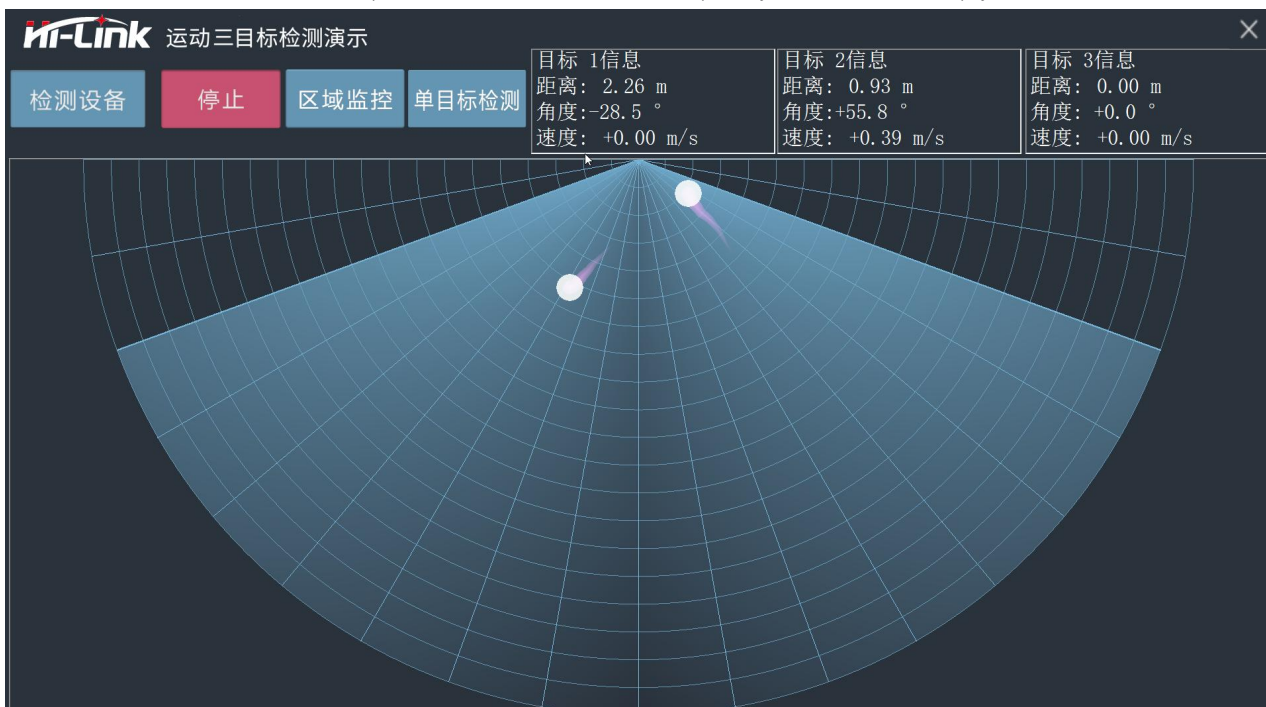 Hi-Link 运动三目标检测演示
检测设备
停止
区域监控
单目标检测
目标 1信息
距离: 2.26 m
角度:-28.5 °
速度: +0.00 m/s
目标 2信息
距离: 0.93 m
角度:+55.8 °
速度: +0.39 m/s
目标 3信息
距离: 0.00 m
角度: +0.0 °
速度: +0.00 m/s